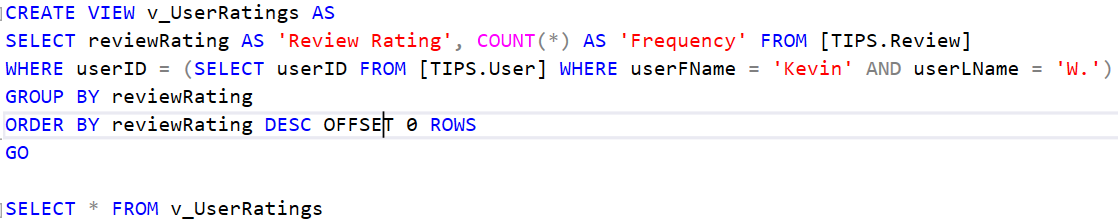 CREATE VIEW v_UserRatings AS
SELECT reviewRating AS 'Review Rating', COUNT(*) AS 'Frequency' FROM [TIPS.Review]
WHERE userID = (SELECT userID FROM [TIPS.User] WHERE userFName = 'Kevin' AND userLName = 'W.')
GROUP BY reviewRating
ORDER BY reviewRating DESC OFFSET 0 ROWS
GO
SELECT * FROM v_UserRatings